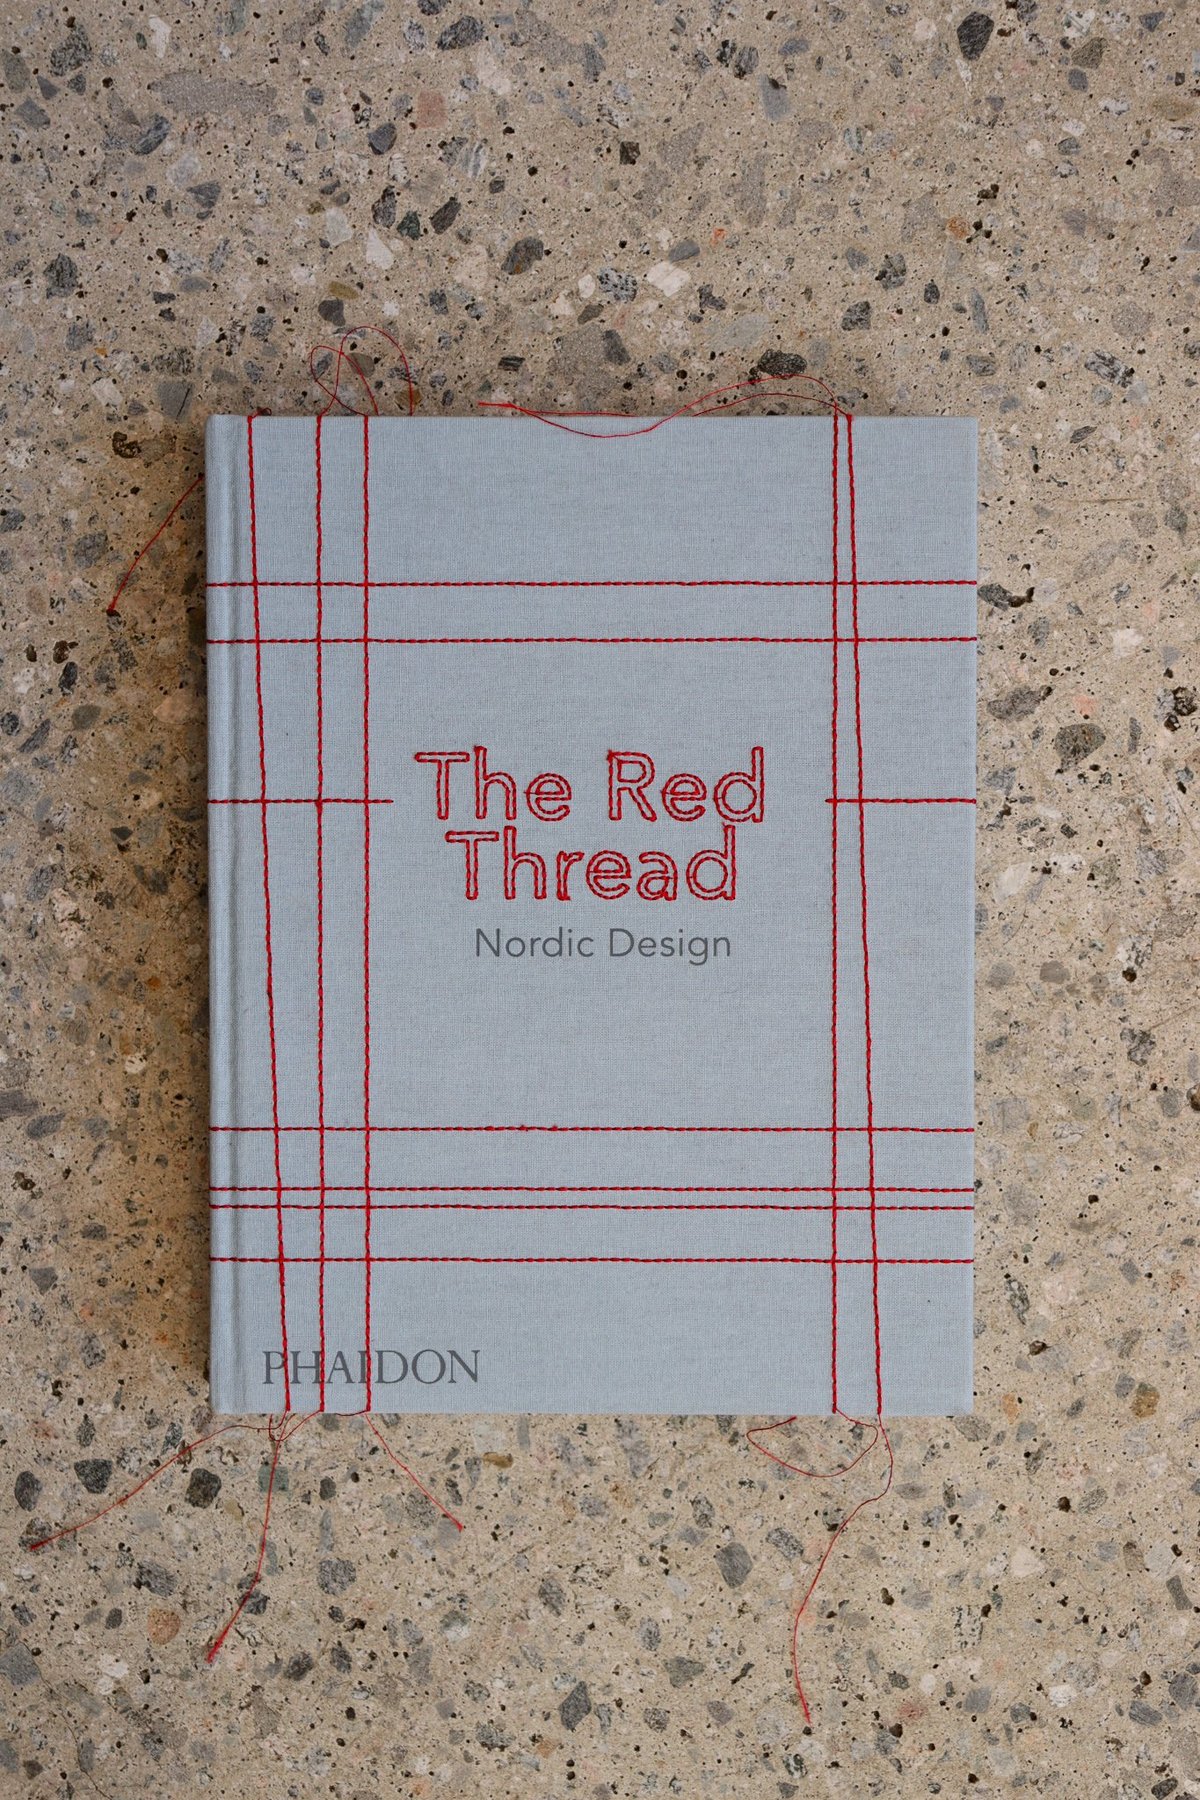 The Red
Thread
Nordic Design
PHAIDON